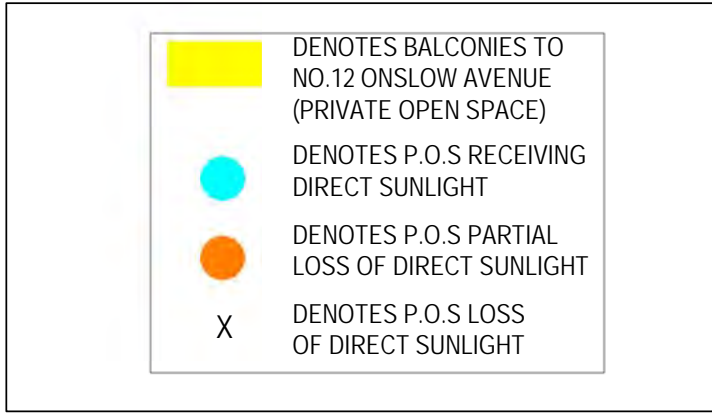 DENOTES BALCONIES TO
NO.12 ONSLOW AVENUE
(PRIVATE OPEN SPACE)
DENOTES P.O.S RECEIVING
DIRECT SUNLIGHT
DENOTES P.O.S PARTIAL
LOSS OF DIRECT SUNLIGHT
X
DENOTES P.O.S LOSS
OF DIRECT SUNLIGHT